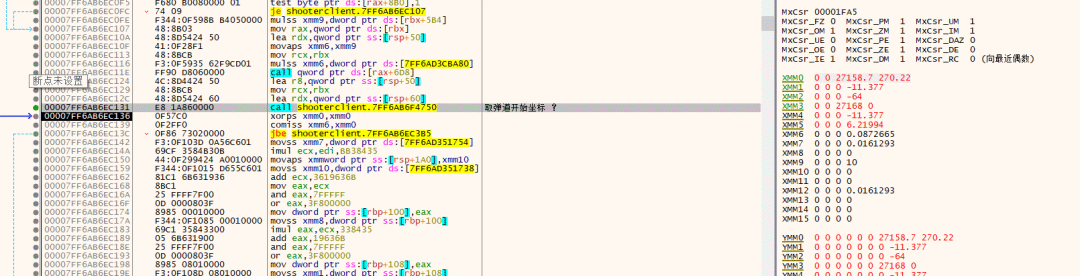 00007FF6AB6EC0F5 F680 B0080000 01 test byte ptr ds:[rax+8B0],1
00007FF6AB6EC0FC 74 09 je shooterclient.7FF6AB6EC107
F344:0F598B B4050000 mulss xmm9,dword ptr ds:[rbx+5B4]
48:8B03 mov rax,qword ptr ds:[rbx]
48:8D5424 50 lea rdx,qword ptr ss:[rsp+50]
41:0F28F1 movaps xmm6,xmm9
48:8BCB mov rcx,rbx
F3:0F5935 62F9CD01 mulss xmm6,dword ptr ds:[7FF6AD3CBA80]
断点未设置 FF90 D8060000 call qword ptr ds:[rax+6D8]
00007FF6AB6EC124 4C:8D4424 50 lea r8,qword ptr ss:[rsp+50]
00007FF6AB6EC129 48:8BCB mov rcx,rbx
00007FF6AB6EC12C 48:8D5424 60 lea rdx,qword ptr ss:[rsp+60]
00007FF6AB6EC131 E8 1A860000 call shooterclient.7FF6AB6F4750 取弹道开始坐标 ?
00007FF6AB6EC136 0F57C0 xorps xmm0,xmm0
00007FF6AB6EC139 0F2FF0 comiss xmm6,xmm0
00007FF6AB6EC13C 0F86 73020000 jbe shooterclient.7FF6AB6EC3B5
00007FF6AB6EC142 F3:0F103D 0A56C601 movss xmm7,dword ptr ds:[7FF6AD351754]
00007FF6AB6EC14A 69CF 3584B30B imul ecx,edi,BB38435
00007FF6AB6EC150 44:0F299424 A0010000 movaps xmmword ptr ss:[rsp+1A0],xmm10
00007FF6AB6EC159 F344:0F1015 D655C601 movss xmm10,dword ptr ds:[7FF6AD351738]
00007FF6AB6EC162 81C1 6B631936 add ecx,3619636B
00007FF6AB6EC168 8BC1 mov eax,ecx
00007FF6AB6EC16A 25 FFFF7F00 and eax,7FFFFF
00007FF6AB6EC16F 0D 0000803F or eax,3F800000
00007FF6AB6EC174 8985 00010000 mov dword ptr ss:[rbp+100],eax
00007FF6AB6EC17A F344:0F1085 00010000 movss xmm8,dword ptr ss:[rbp+100]
00007FF6AB6EC183 69C1 35843300 imul eax,ecx,338435
00007FF6AB6EC189 05 6B631900 add eax,19636B
25 FFFF7F00 and eax,7FFFFF
00007FF6AB6EC193 0D 0000803F or eax,3F800000
00007FF6AB6EC198 8985 08010000 mov dword ptr ss:[rbp+108],eax
00007FF6AB6EC19E F3:0F108D 08010000 movss xmm1,dword ptr ss:[rbp+108]
MxCsr 00001FA5
MxCsr_FZ 0 MxCsr_PM 1 MxCsr_UM 1
MxCsr_OM 1 MxCsr_ZM 1 MxCsr_IM 1
MxCsr_UE 0 MxCsr_PE 1 MxCsr_DAZ 0
MxCsr_OE 0 MxCsr_ZE 1 MxCsr_DE 0
MxCsr_IE 1 MxCsr_DM 1 MxCsr_RC 0 (向最近偶数)
XMM0 0 0 27158.7 270.22
XMM1 0 0 0 -11.377
XMM2 0 0 0 -64
XMM3 0 0 27168 0
XMM4 0 0 0 -11.377
XMM5 0 0 0 6.21994
XMM6 0 0 0 0.0872665
XMM7 0 0 0 0.0161293
XMM8 0 0 0 0
XMM9 0 0 0 10
XMM10 0 0 0 0
XMM11 0 0 0 0
XMM12 0 0 0 0.0161293
XMM13 0 0 0 0
XMM14 0 0 0 0
XMM15 0 0 0 0
YMM0 0 0 0 0 0 0 27158.7 270.22
YMM1 0 0 0 0 0 0 0 -11.377
YMM2 0 0 0 0 0 0 0 -64
YMM3 0 0 0 0 0 0 27168 0
YMM4 0 0 0 0 0 0 0 -11.377